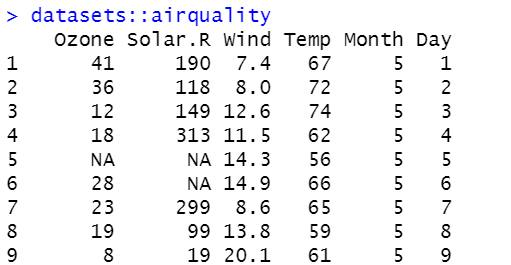 > datasets::airquality
    Ozone Solar.R Wind Temp Month Day
1      41     190  7.4   67     5   1
2      36     118  8.0   72     5   2
3      12     149 12.6   74     5   3
4      18     313 11.5   62     5   4
5      NA      NA 14.3   56     5   5
6      28      NA 14.9   66     5   6
7      23     299  8.6   65     5   7
8      19      99 13.8   59     5   8
9       8      19 20.1   61     5   9